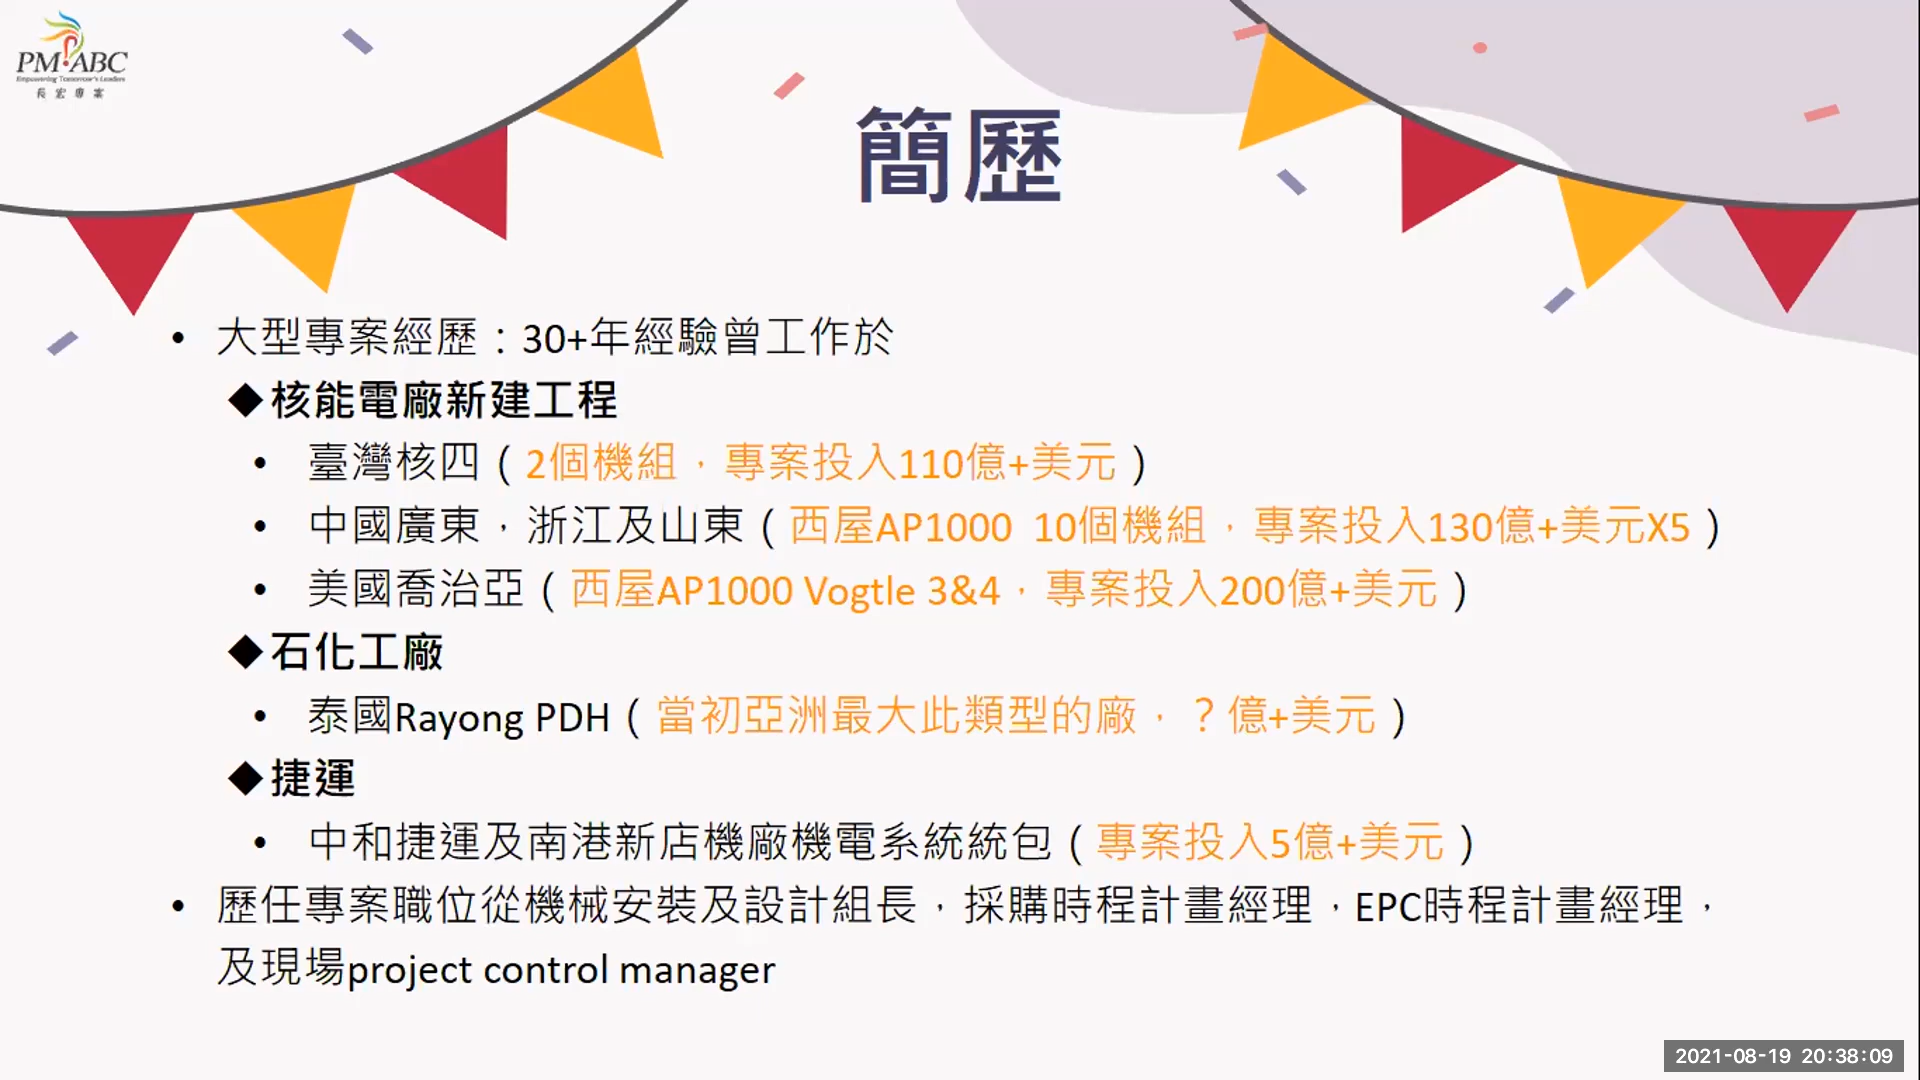 PM ABC
Empowering Tomorrow's Leaders
長宏專案
簡歷
• 大型專案經歷：30+年經驗曾工作於
◆核能電廠新建工程
• 臺灣核四（2個機組，專案投入110億+美元）
• 中國廣東，浙江及山東（西屋AP1000 10個機組，專案投入130億+美元X5）
• 美國喬治亞（西屋AP1000 Vogtle 3&4，專案投入200億+美元）
◆石化工廠
• 泰國Rayong PDH（當初亞洲最大此類型的廠，？億+美元）
◆捷運
• 中和捷運及南港新店機廠機電系統統包（專案投入5億+美元）
• 歷任專案職位從機械安裝及設計組長，採購時程計畫經理，EPC時程計畫經理，
及現場project control manager
2021-08-19 20:38:09